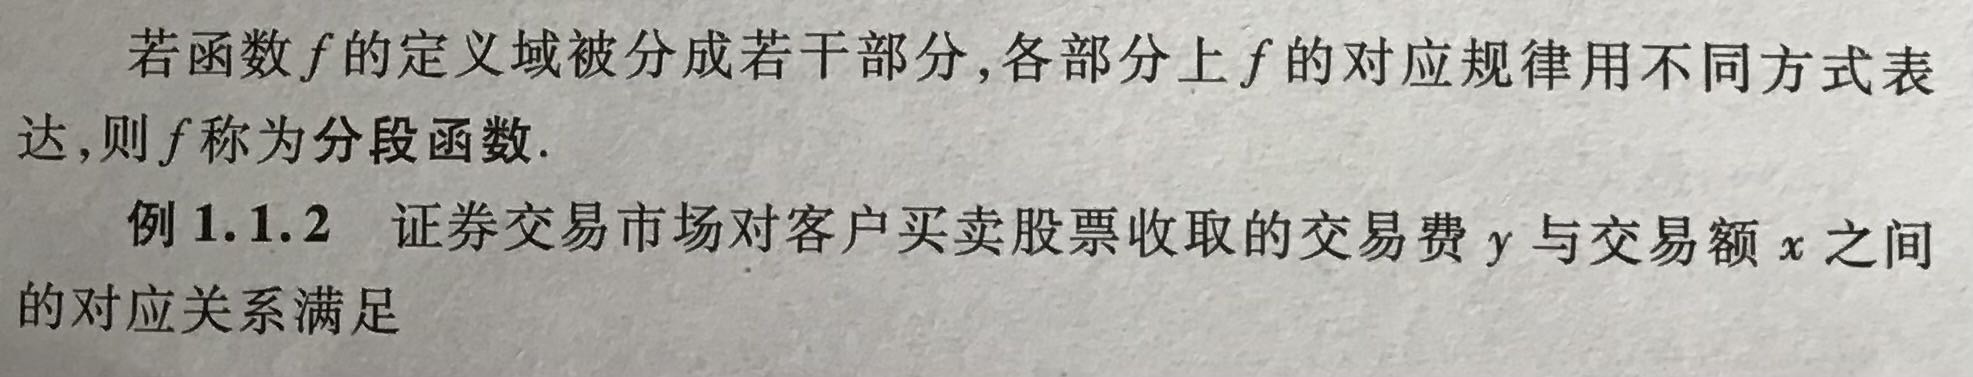 若函数f的定义域被分成若干部分,各部分上f的对应规律用不同方式表
达,则f称为分段函数.
例1.1.2 证券交易市场对客户买卖股票收取的交易费y与交易额x之间
的对应关系满足